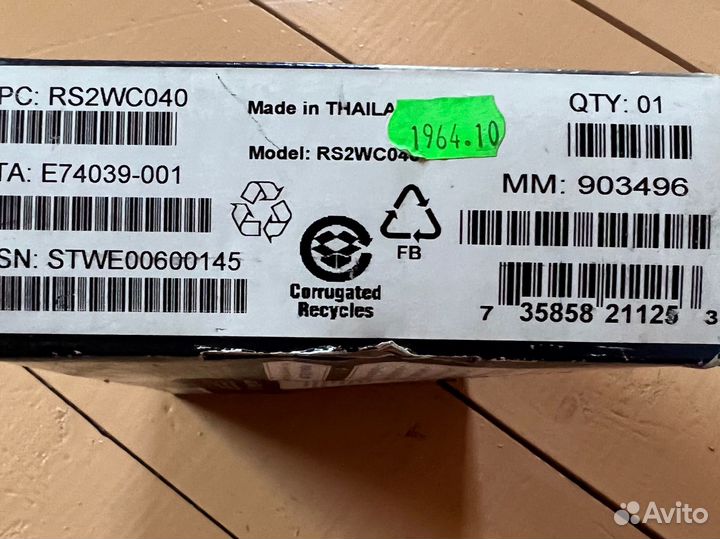 PC: RS2WC040
TA: E74039-001
SN: STWE00600145
Made in THAILA
1964.10
Model: RS2WC040
FB
Corrugated
Recycles
QTY: 01
MM: 903496
7 35858 21125 3
Avito